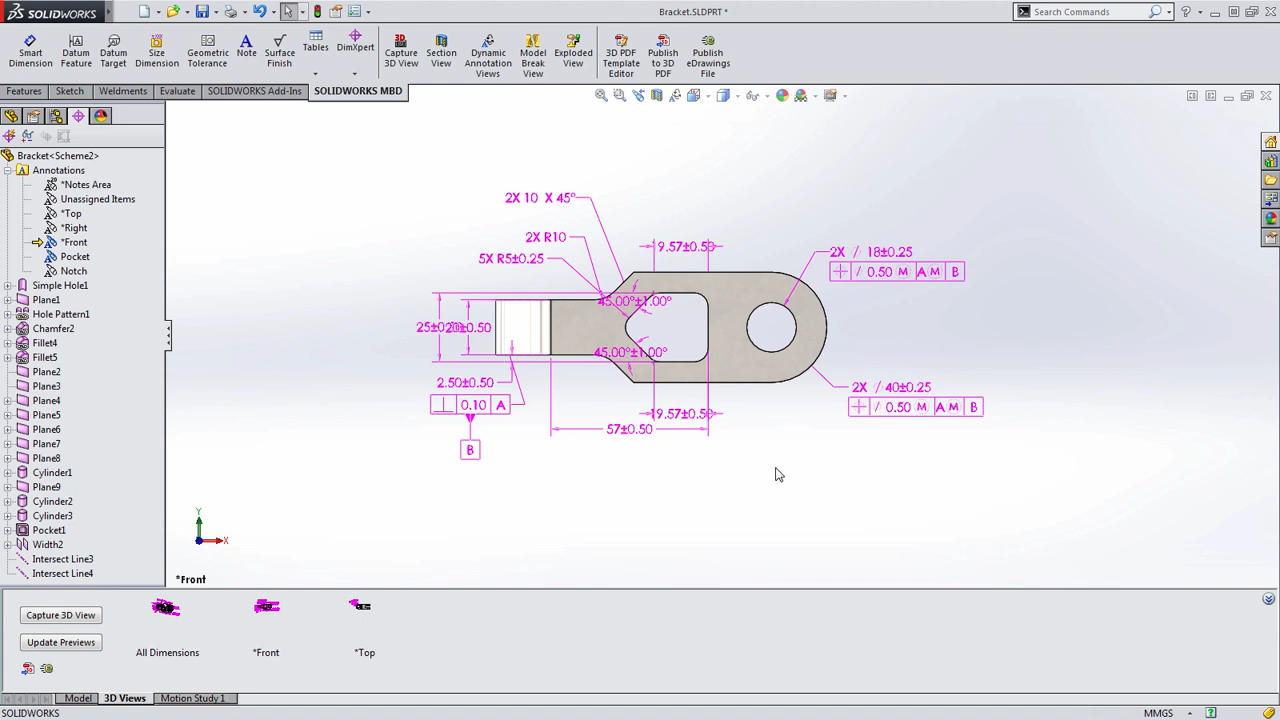 SOLIDWORKS
Bracket.SLDPRT *
Search Commands
Smart Dimension
Datum Feature
Datum Target
Size Dimension
Geometric Tolerance
Note
Surface Finish
Tables
DimXpert
Capture 3D View
Section View
Dynamic Annotation Views
Model Break View
Exploded View
3D PDF Template Editor
Publish to 3D PDF
Publish eDrawings File
Features
Sketch
Weldments
Evaluate
SOLIDWORKS Add-Ins
SOLIDWORKS MBD
Bracket<Scheme2>
Annotations
*Notes Area
Unassigned Items
*Top
*Right
*Front
Pocket
Notch
Simple Hole1
Plane1
Hole Pattern1
Chamfer2
Fillet4
Fillet5
Plane2
Plane3
Plane4
Plane5
Plane6
Plane7
Plane8
Cylinder1
Plane9
Cylinder2
Cylinder3
Pocket1
Width2
Intersect Line3
Intersect Line4
2X 10 X 45°
2X R10
5X R5±0.25
9.57±0.50
2X / 18±0.25
/ 0.50 M A M B
45.00°±1.00°
20±0.50
45.00°±1.00°
2.50±0.50
0.10 A
B
19.57±0.50
57±0.50
2X / 40±0.25
/ 0.50 M A M B
Y
X
*Front
Capture 3D View
Update Previews
All Dimensions
*Front
*Top
Model
3D Views
Motion Study 1
SOLIDWORKS
MMGS